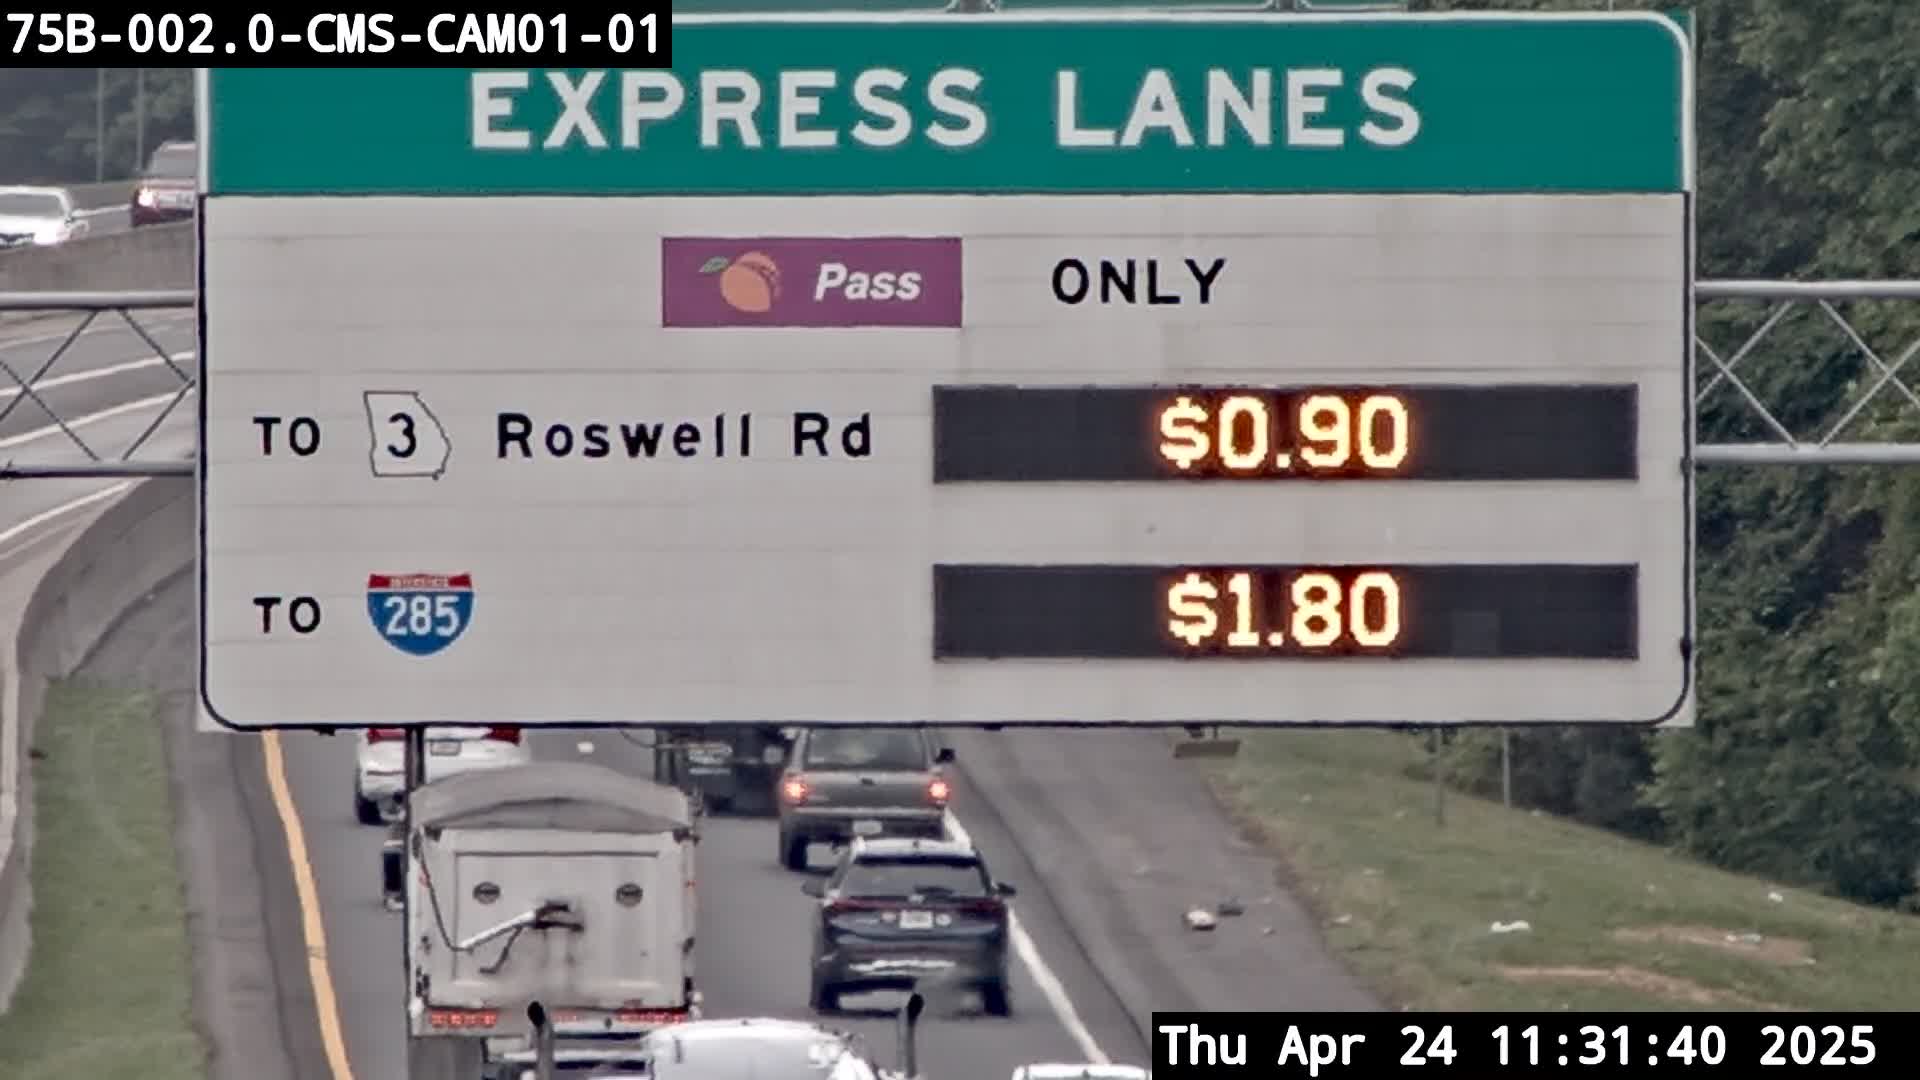 75B-002.0-CMS-CAM01-01
EXPRESS LANES
Pass ONLY
TO 3 Roswell Rd $0.90
TO INTERSTATE 285 $1.80
Thu Apr 24 11:31:40 2025